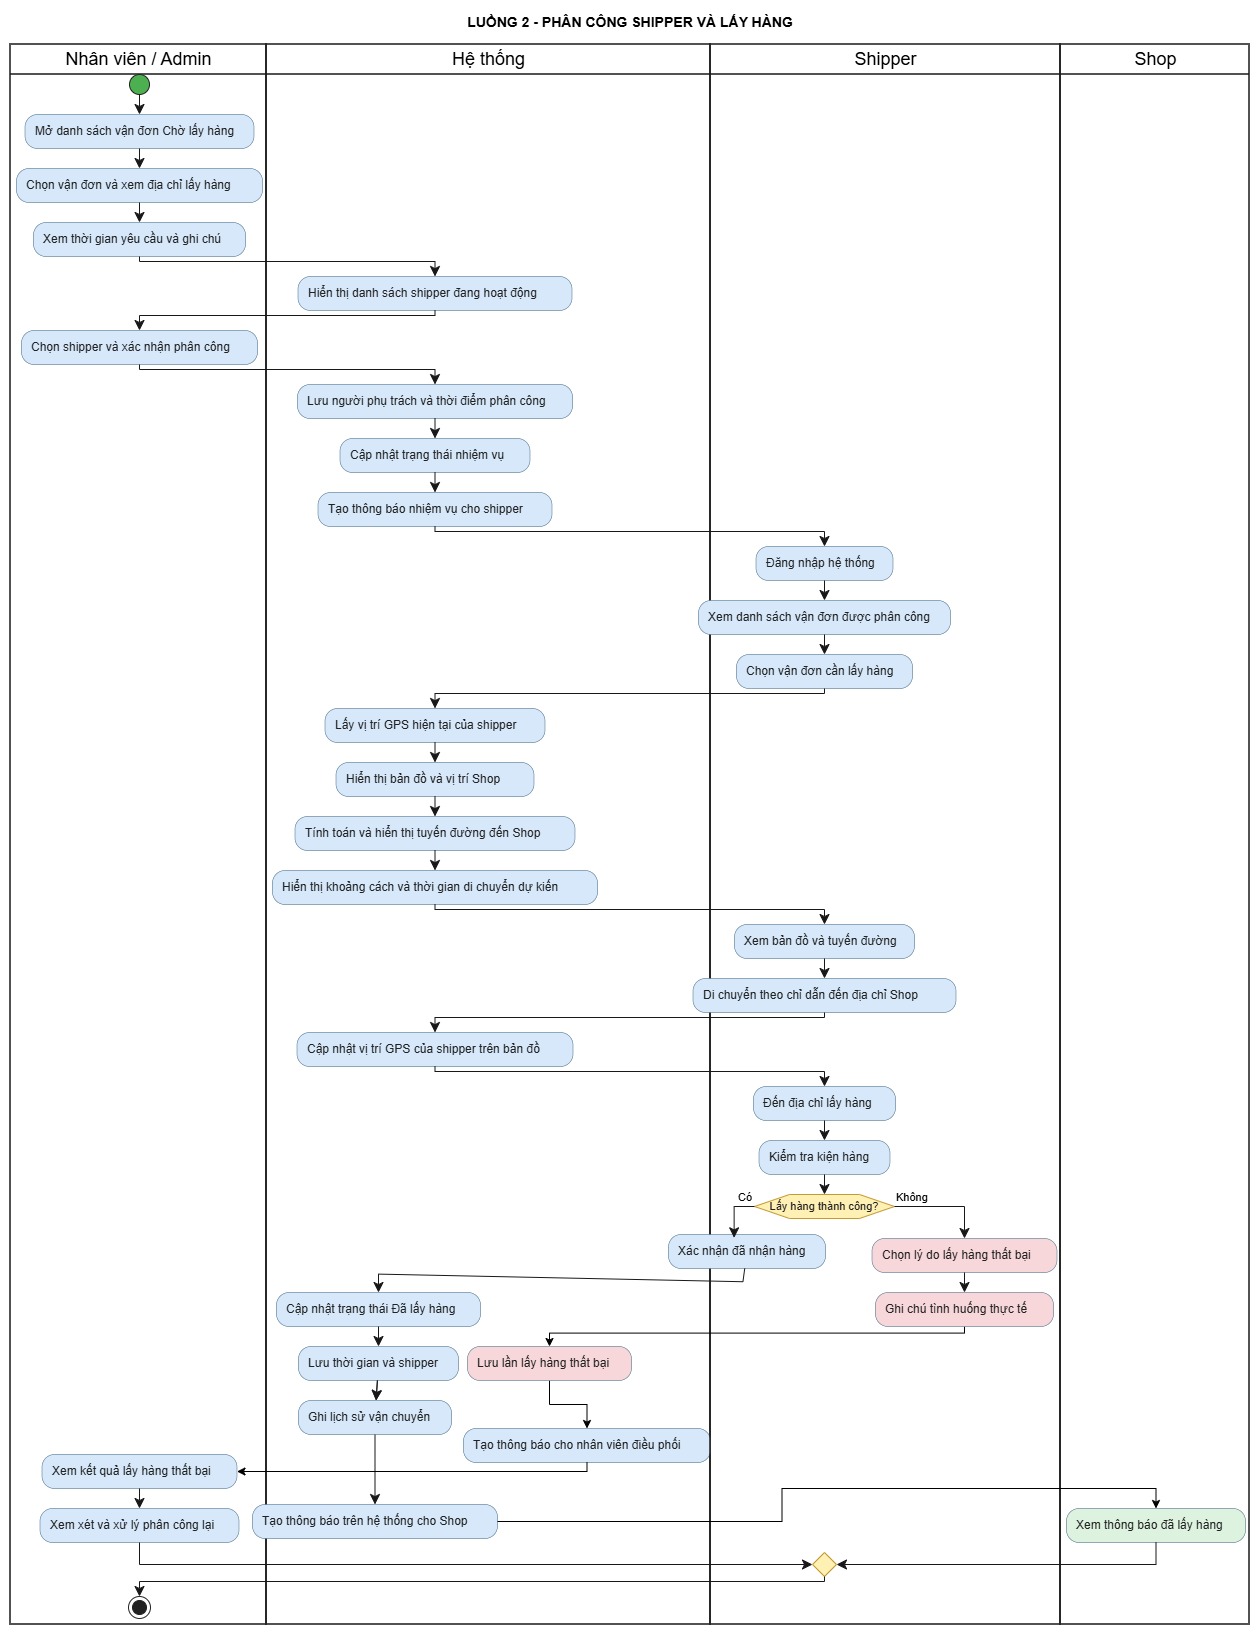 LUỒNG 2 - PHÂN CÔNG SHIPPER VÀ LẤY HÀNG
Nhân viên / Admin
Hệ thống
Shipper
Shop
Mở danh sách vận đơn Chờ lấy hàng
Chọn vận đơn và xem địa chỉ lấy hàng
Xem thời gian yêu cầu và ghi chú
Hiển thị danh sách shipper đang hoạt động
Chọn shipper và xác nhận phân công
Lưu người phụ trách và thời điểm phân công
Cập nhật trạng thái nhiệm vụ
Tạo thông báo nhiệm vụ cho shipper
Đăng nhập hệ thống
Xem danh sách vận đơn được phân công
Chọn vận đơn cần lấy hàng
Lấy vị trí GPS hiện tại của shipper
Hiển thị bản đồ và vị trí Shop
Tính toán và hiển thị tuyến đường đến Shop
Hiển thị khoảng cách và thời gian di chuyển dự kiến
Xem bản đồ và tuyến đường
Di chuyển theo chỉ dẫn đến địa chỉ Shop
Cập nhật vị trí GPS của shipper trên bản đồ
Đến địa chỉ lấy hàng
Kiểm tra kiện hàng
Có
Lấy hàng thành công?
Không
Xác nhận đã nhận hàng
Chọn lý do lấy hàng thất bại
Cập nhật trạng thái Đã lấy hàng
Ghi chú tình huống thực tế
Lưu thời gian và shipper
Lưu lần lấy hàng thất bại
Ghi lịch sử vận chuyển
Tạo thông báo cho nhân viên điều phối
Xem kết quả lấy hàng thất bại
Xem xét và xử lý phân công lại
Tạo thông báo trên hệ thống cho Shop
Xem thông báo đã lấy hàng